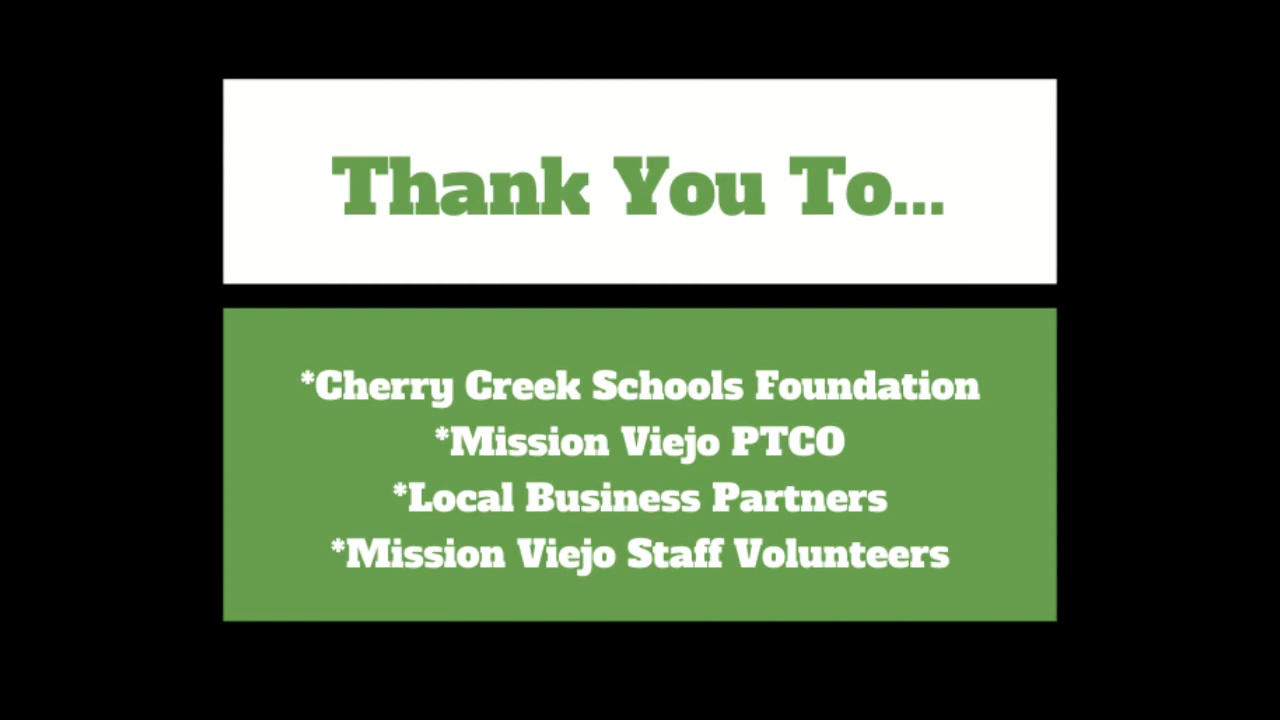 Thank You To...
*Cherry Creek Schools Foundation
*Mission Viejo PTCO
*Local Business Partners
*Mission Viejo Staff Volunteers